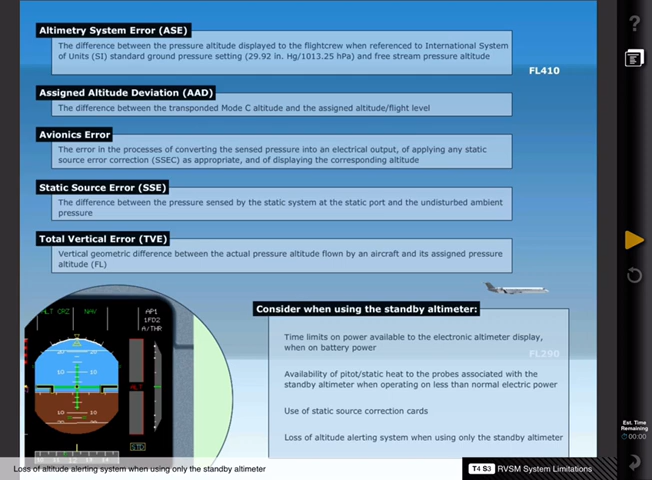 Altimetry System Error (ASE)
The difference between the pressure altitude displayed to the flightcrew when referenced to International System
of Units (SI) standard ground pressure setting (29.92 in. Hg/1013.25 hPa) and free stream pressure altitude
FL410
Assigned Altitude Deviation (AAD)
The difference between the transponded Mode C altitude and the assigned altitude/flight level
Avionics Error
The error in the processes of converting the sensed pressure into an electrical output, of applying any static
source error correction (SSEC) as appropriate, and of displaying the corresponding altitude
Static Source Error (SSE)
The difference between the pressure sensed by the static system at the static port and the undisturbed ambient
pressure
Total Vertical Error (TVE)
Vertical geometric difference between the actual pressure altitude flown by an aircraft and its assigned pressure
altitude (FL)
Consider when using the standby altimeter:
Time limits on power available to the electronic altimeter display,
when on battery power
FL290
Availability of pitot/static heat to the probes associated with the
standby altimeter when operating on less than normal electric power
Use of static source correction cards
Loss of altitude alerting system when using only the standby altimeter
ALT CRZ
NAV
AP1
1FD2
A/THR
10
10
10
10
ALT
STD
Est. Time
Remaining
00:00
Loss of altitude alerting system when using only the standby altimeter
T4 S3 RVSM System Limitations